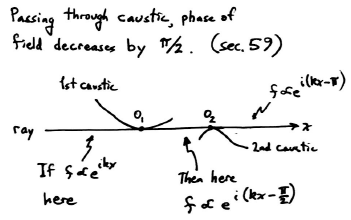 Passing through caustic, phase of
field decreases by π/2. (sec. 59)
1st caustic
f ∝ e^{i(kx-π)}
O₁
O₂
ray
x
2nd caustic
If f ∝ e^{ikx}
here
Then here
f ∝ e^{i(kx-π/2)}